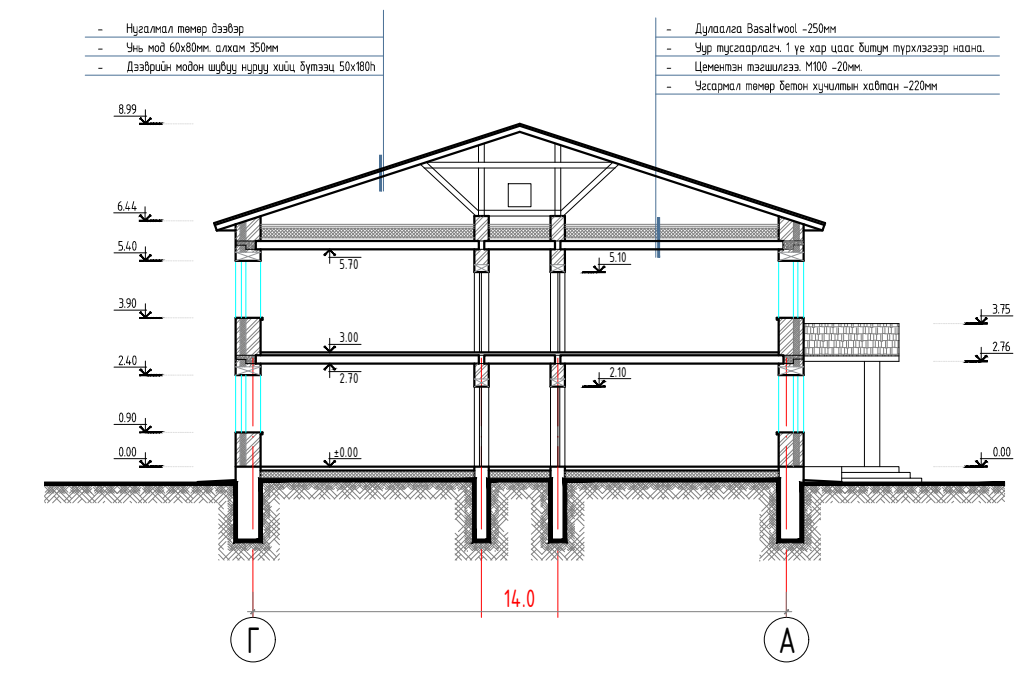 - Нугалмал төмөр дээвэр
- Унь мод 60х80мм. алхам 350мм
- Дээврийн модон шувуу нуруу хийц бүтээц 50х180h
- Дулаалга Basaltwool -250мм
- Уур тусгаарлагч. 1 үе хар цаас битум түрхлэгээр наана.
- Цементэн тэгшилгээ. М100 -20мм.
- Угсармал төмөр бетон хучилтын хавтан -220мм
8.99
6.44
5.40
5.70
5.10
3.90
3.75
3.00
2.76
2.40
2.70
2.10
0.90
0.00
±0.00
0.00
14.0
Г
А